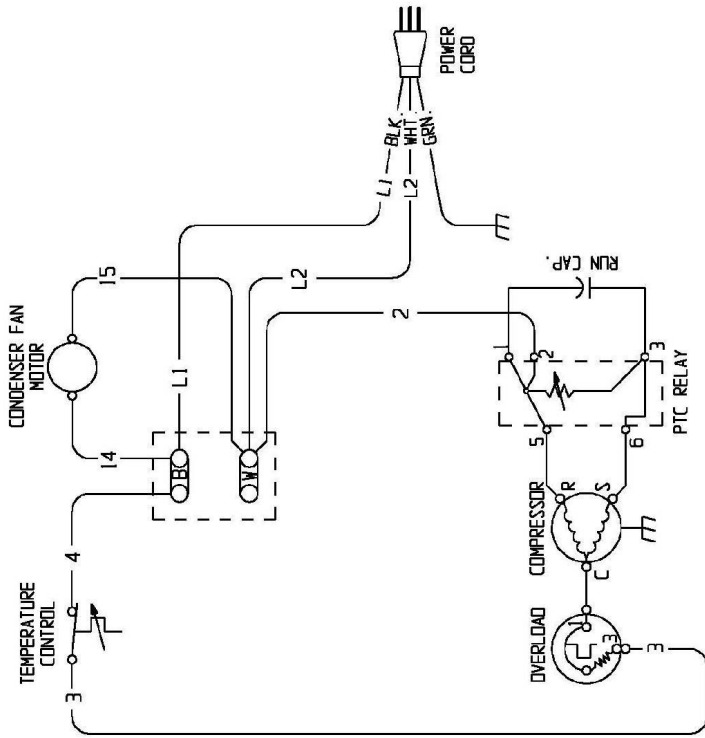 POWER
CORD
BLK.
WHT.
GRN.
L1
L2
L1
L2
15
CONDENSER FAN
MOTOR
14
B
W
4
TEMPERATURE
CONTROL
3
2
RUN CAP.
1
2
3
PTC RELAY
5
6
COMPRESSOR
R
S
C
OVERLOAD
1
3
3